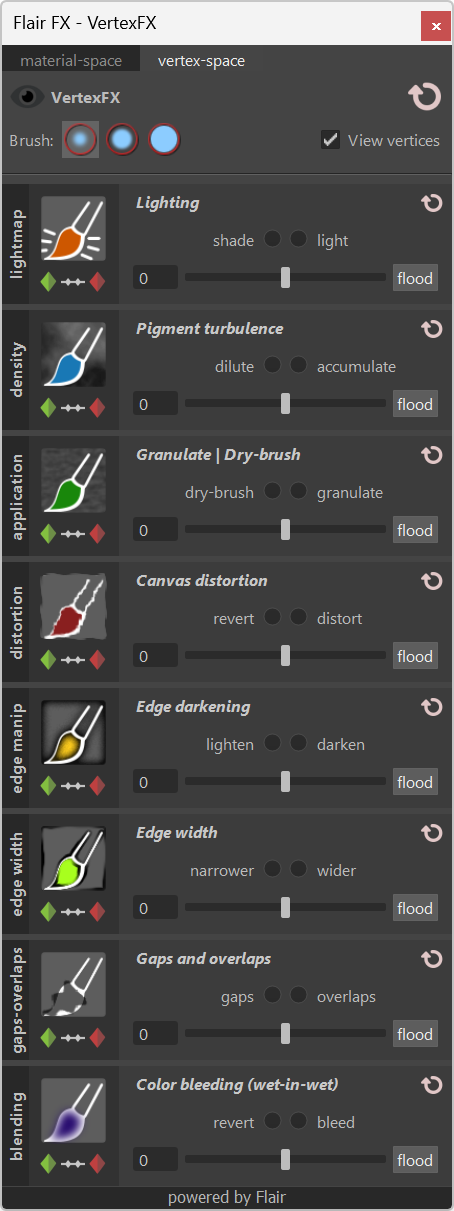 Flair FX - VertexFX
material-space vertex-space
VertexFX
Brush: View vertices
lightmap
Lighting
shade light
0 flood
density
Pigment turbulence
dilute accumulate
0 flood
application
Granulate | Dry-brush
dry-brush granulate
0 flood
distortion
Canvas distortion
revert distort
0 flood
edge manip
Edge darkening
lighten darken
0 flood
edge width
Edge width
narrower wider
0 flood
gaps-overlaps
Gaps and overlaps
gaps overlaps
0 flood
blending
Color bleeding (wet-in-wet)
revert bleed
0 flood
powered by Flair